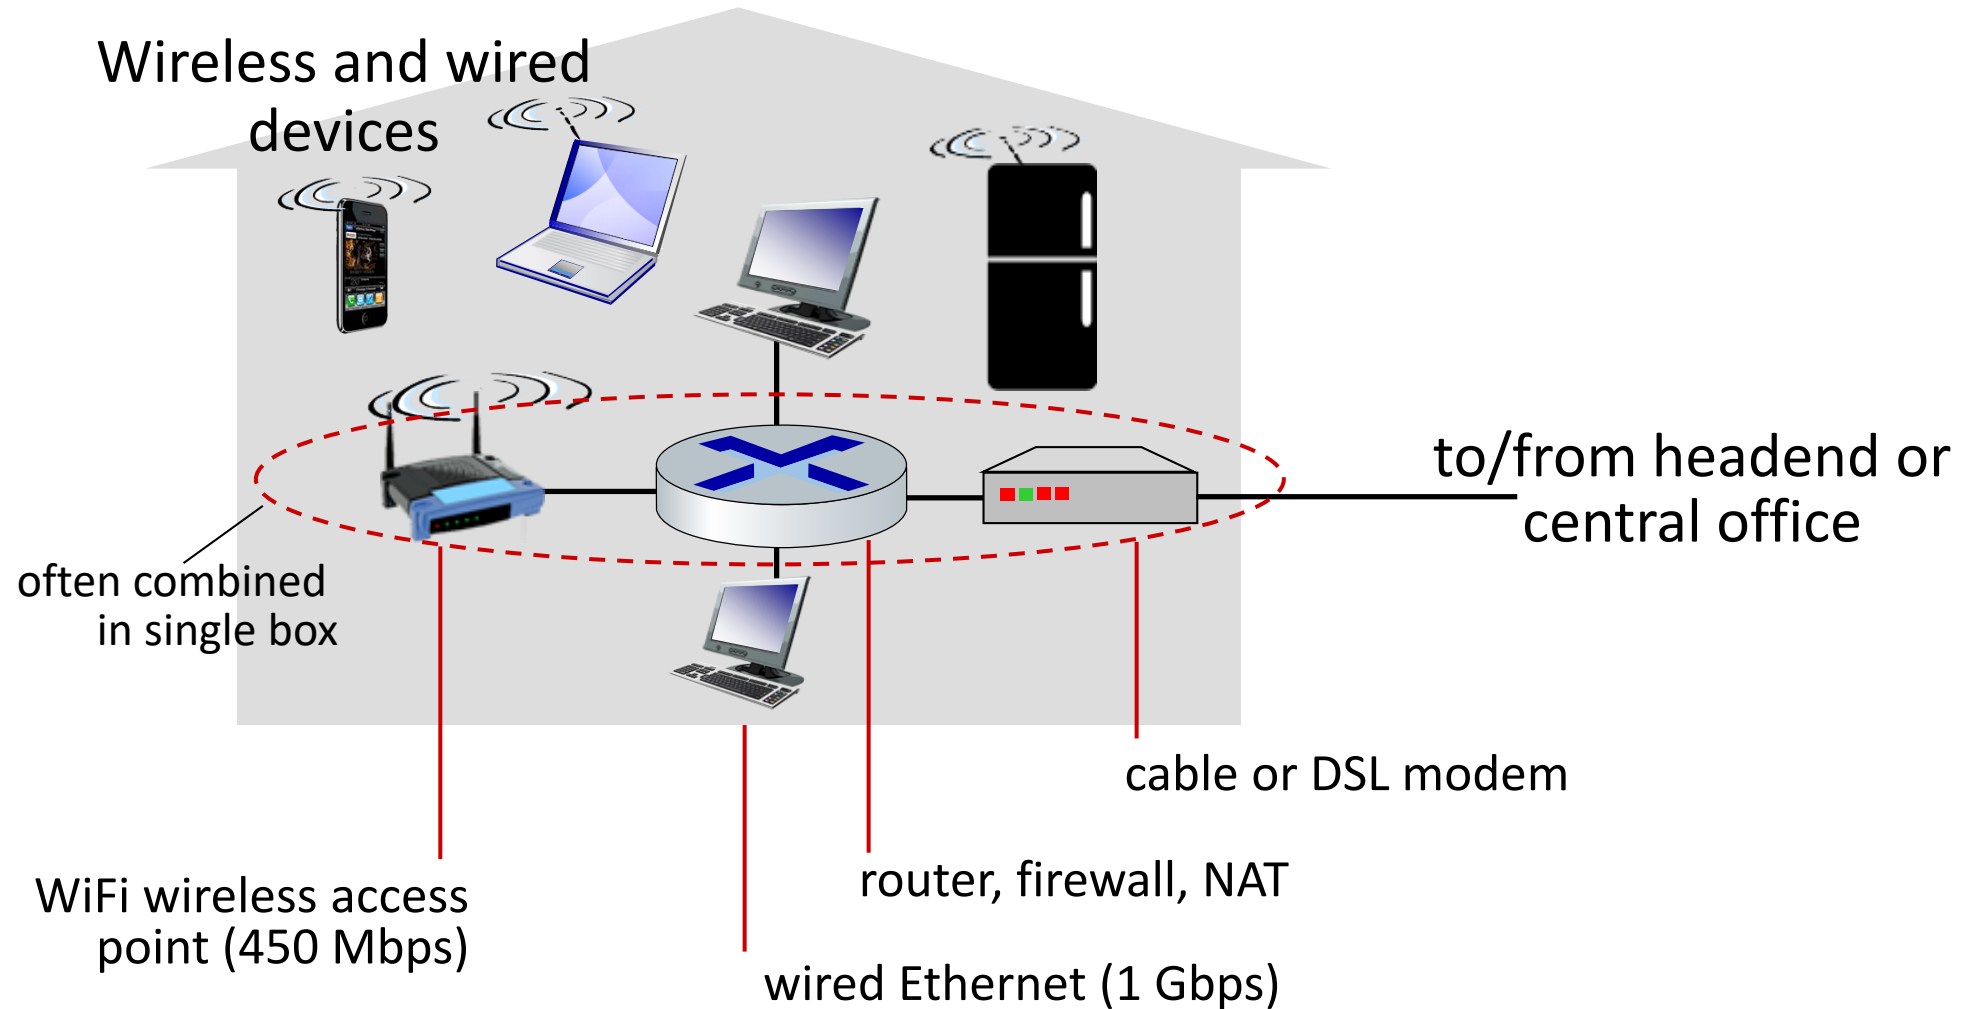 Wireless and wired
devices
to/from headend or
central office
often combined
in single box
cable or DSL modem
router, firewall, NAT
WiFi wireless access
point (450 Mbps)
wired Ethernet (1 Gbps)